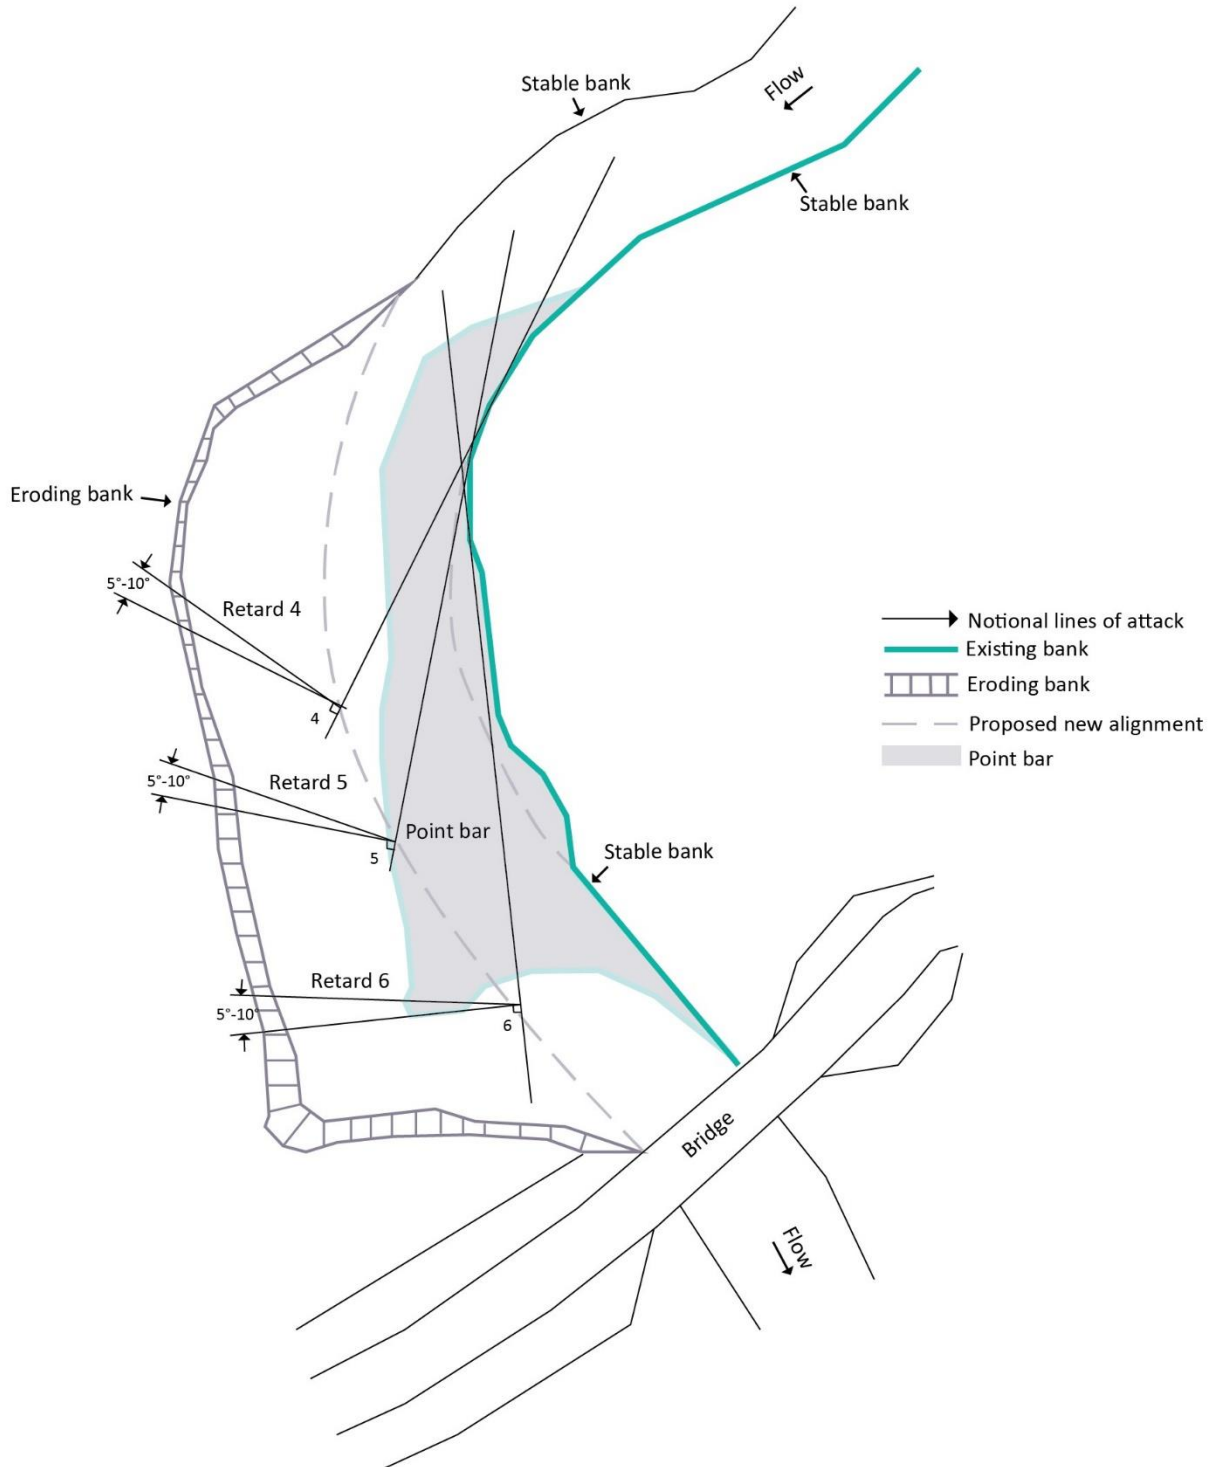 Stable bank
Flow
Stable bank
Eroding bank
5°-10°
Retard 4
4
Notional lines of attack
Existing bank
Eroding bank
Proposed new alignment
Point bar
5°-10°
Retard 5
Point bar
5
Stable bank
Retard 6
5°-10°
6
Bridge
Flow